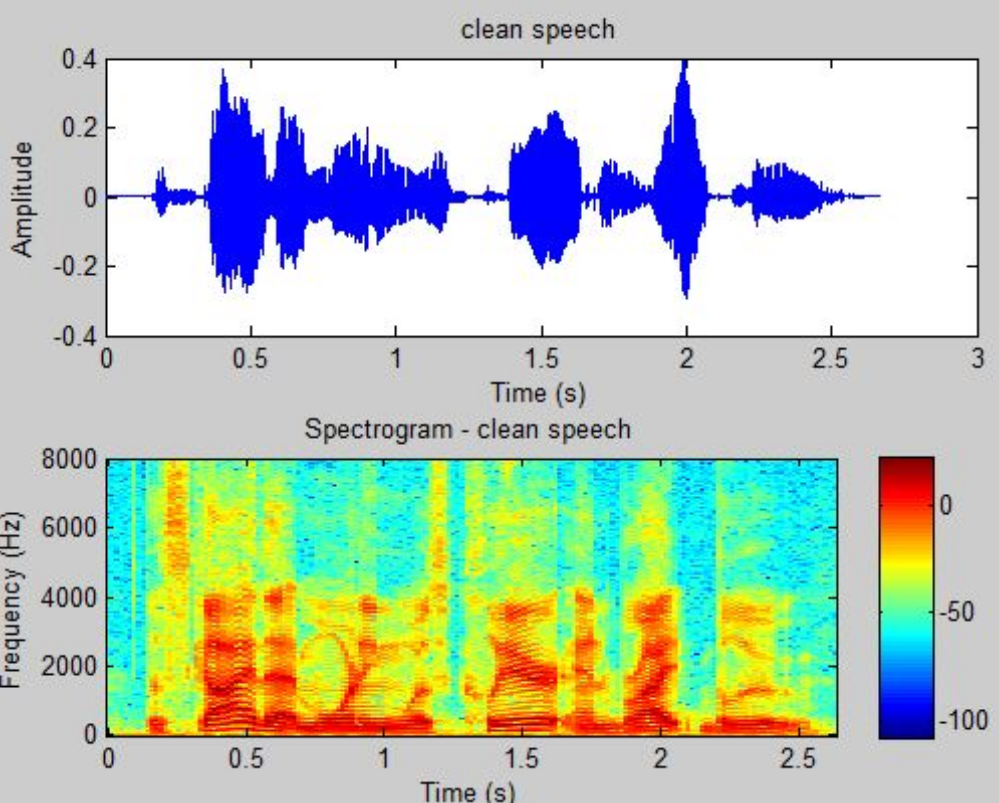 clean speech
0.4
0.2
0
-0.2
-0.4
Amplitude
0 0.5 1 1.5 2 2.5 3
Time (s)
Spectrogram - clean speech
8000
6000
4000
2000
0
Frequency (Hz)
0 0.5 1 1.5 2 2.5
Time (s)
0
-50
-100